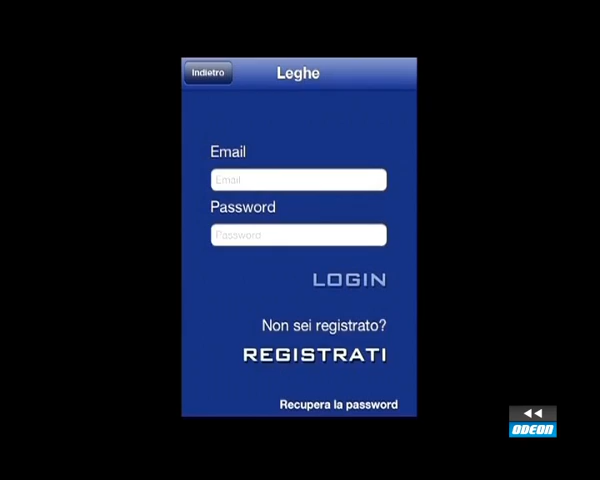 Indietro
Leghe
Email
Email
Password
Password
LOGIN
Non sei registrato?
REGISTRATI
Recupera la password
ODEON